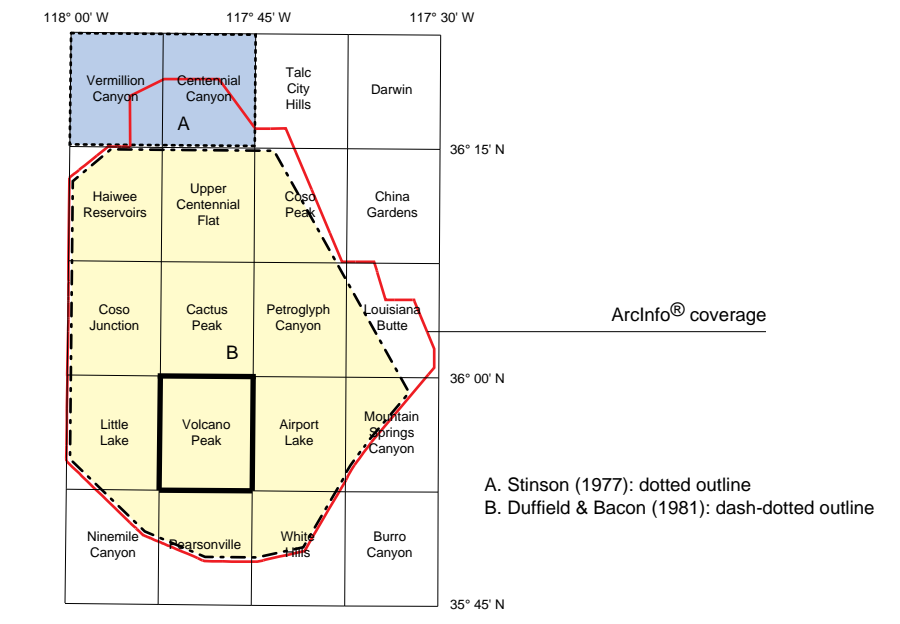 118° 00' W
117° 45' W
117° 30' W
Vermillion
Canyon
Centennial
Canyon
Talc
City
Hills
Darwin
A
36° 15' N
Haiwee
Reservoirs
Upper
Centennial
Flat
Coso
Peak
China
Gardens
Coso
Junction
Cactus
Peak
Petroglyph
Canyon
Louisiana
Butte
ArcInfo® coverage
B
36° 00' N
Little
Lake
Volcano
Peak
Airport
Lake
Mountain
Springs
Canyon
A. Stinson (1977): dotted outline
B. Duffield & Bacon (1981): dash-dotted outline
Ninemile
Canyon
Pearsonville
White
Hills
Burro
Canyon
35° 45' N